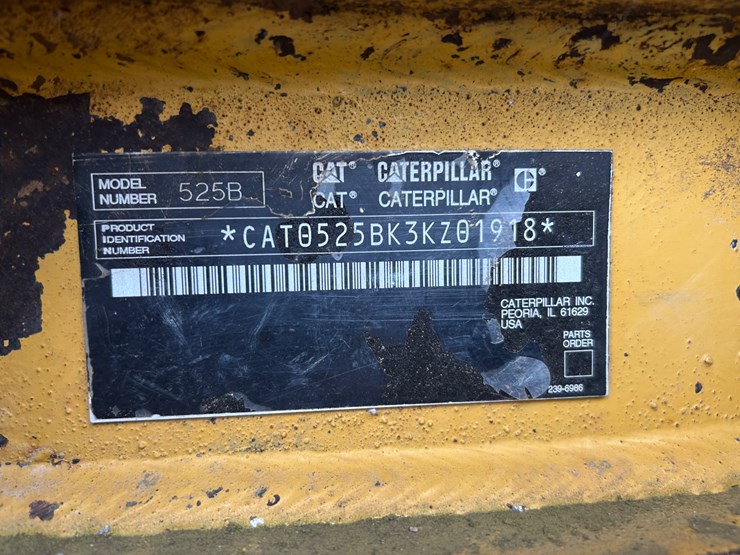 CAT® CATERPILLAR®
CAT® CATERPILLAR®
MODEL NUMBER 525B
PRODUCT IDENTIFICATION NUMBER
*CAT0525BK3KZ01918*
CATERPILLAR INC.
PEORIA, IL 61629
USA
PARTS
ORDER
239-6986